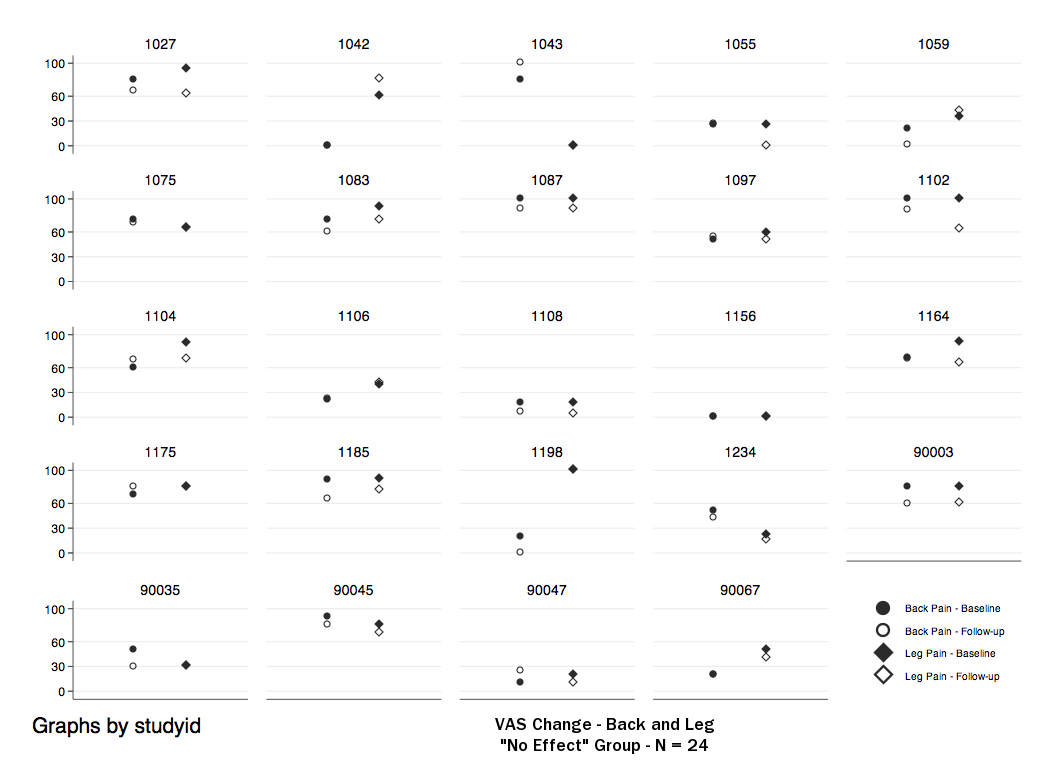 1027 1042 1043 1055 1059
100
60
30
0
1075 1083 1087 1097 1102
100
60
30
0
1104 1106 1108 1156 1164
100
60
30
0
1175 1185 1198 1234 90003
100
60
30
0
90035 90045 90047 90067
100
60
30
0
Back Pain - Baseline
Back Pain - Follow-up
Leg Pain - Baseline
Leg Pain - Follow-up
Graphs by studyid
VAS Change - Back and Leg
"No Effect" Group - N = 24